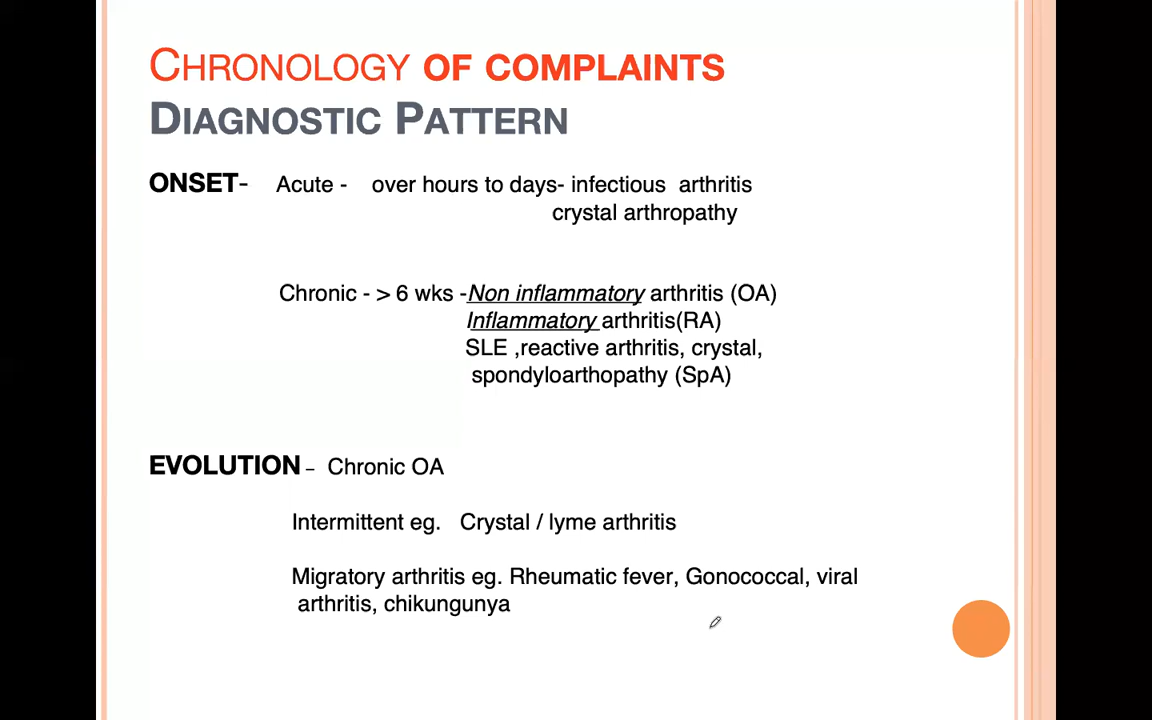 CHRONOLOGY OF COMPLAINTS
DIAGNOSTIC PATTERN
ONSET- Acute - over hours to days- infectious arthritis
crystal arthropathy
Chronic - > 6 wks -Non inflammatory arthritis (OA)
Inflammatory arthritis(RA)
SLE ,reactive arthritis, crystal,
spondyloarthopathy (SpA)
EVOLUTION – Chronic OA
Intermittent eg. Crystal / lyme arthritis
Migratory arthritis eg. Rheumatic fever, Gonococcal, viral
arthritis, chikungunya